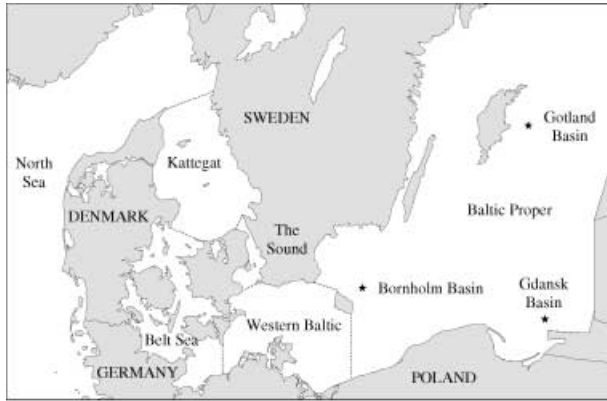 SWEDEN
Gotland
Basin
North
Sea
Kattegat
DENMARK
Baltic Proper
The
Sound
Bornholm Basin
Gdansk
Basin
Western Baltic
Belt Sea
GERMANY
POLAND